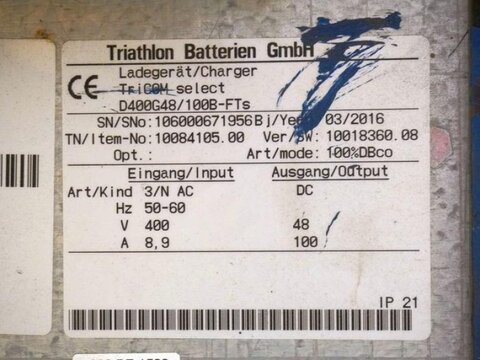 Triathlon Batterien GmbH
CE Ladegerät/Charger
TriCOM select
D400G48/100B-FTs
SN/SNo: 106000671956 Bj/Year: 03/2016
TN/Item-No: 10084105.00 Ver/SW: 10018360.08
Opt.: Art/mode: 100%DBco
Eingang/Input Ausgang/Output
Art/Kind 3/N AC DC
Hz 50-60
V 400 48
A 8,9 100
IP 21